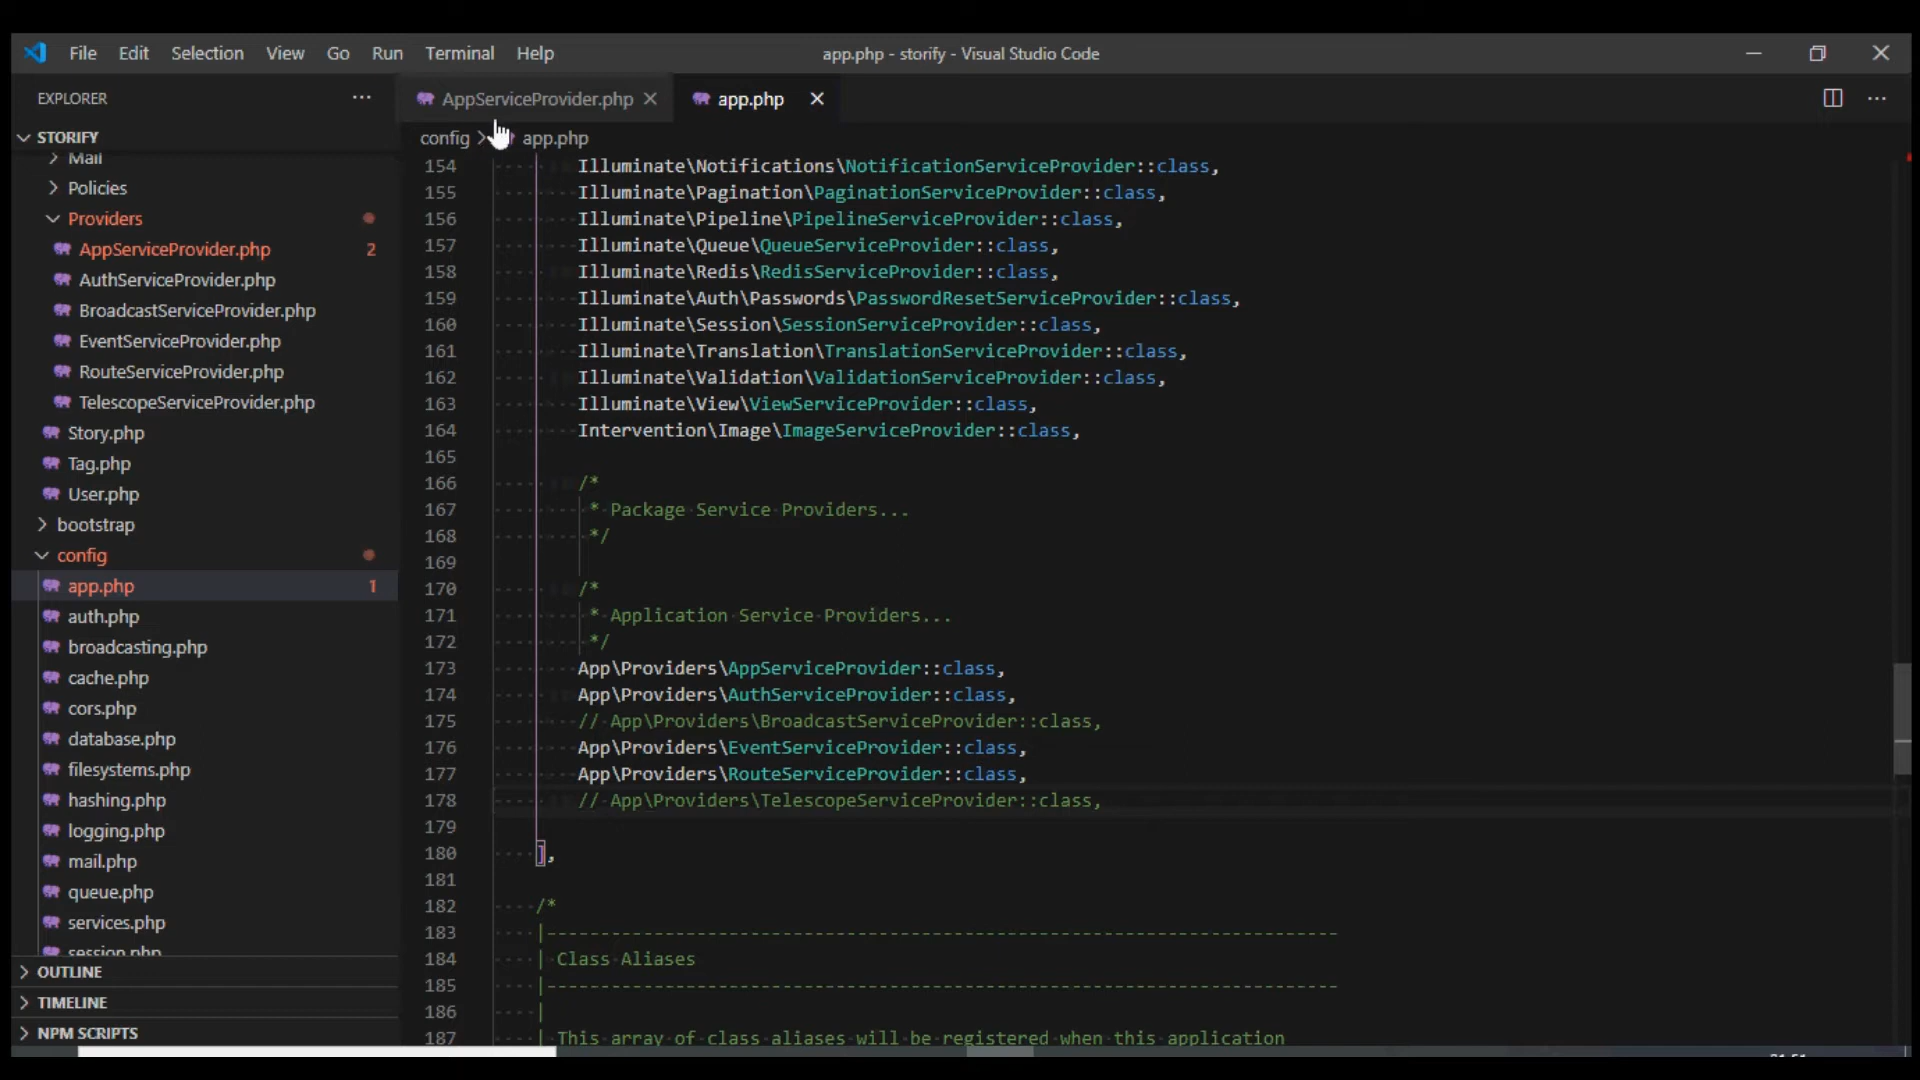 File Edit Selection View Go Run Terminal Help
app.php - storify - Visual Studio Code
EXPLORER
AppServiceProvider.php
app.php
STORIFY
Mail
Policies
Providers
AppServiceProvider.php 2
AuthServiceProvider.php
BroadcastServiceProvider.php
EventServiceProvider.php
RouteServiceProvider.php
TelescopeServiceProvider.php
Story.php
Tag.php
User.php
bootstrap
config
app.php 1
auth.php
broadcasting.php
cache.php
cors.php
database.php
filesystems.php
hashing.php
logging.php
mail.php
queue.php
services.php
session.php
OUTLINE
TIMELINE
NPM SCRIPTS
config > app.php
154 Illuminate\Notifications\NotificationServiceProvider::class,
155 Illuminate\Pagination\PaginationServiceProvider::class,
156 Illuminate\Pipeline\PipelineServiceProvider::class,
157 Illuminate\Queue\QueueServiceProvider::class,
158 Illuminate\Redis\RedisServiceProvider::class,
159 Illuminate\Auth\Passwords\PasswordResetServiceProvider::class,
160 Illuminate\Session\SessionServiceProvider::class,
161 Illuminate\Translation\TranslationServiceProvider::class,
162 Illuminate\Validation\ValidationServiceProvider::class,
163 Illuminate\View\ViewServiceProvider::class,
164 Intervention\Image\ImageServiceProvider::class,
165
166 /*
167 * Package Service Providers...
168 */
169
170 /*
171 * Application Service Providers...
172 */
173 App\Providers\AppServiceProvider::class,
174 App\Providers\AuthServiceProvider::class,
175 // App\Providers\BroadcastServiceProvider::class,
176 App\Providers\EventServiceProvider::class,
177 App\Providers\RouteServiceProvider::class,
178 // App\Providers\TelescopeServiceProvider::class,
179
180 ],
181
182 /*
183 |--------------------------------------------------------------------------
184 | Class Aliases
185 |--------------------------------------------------------------------------
186 |
187 | This array of class aliases will be registered when this application